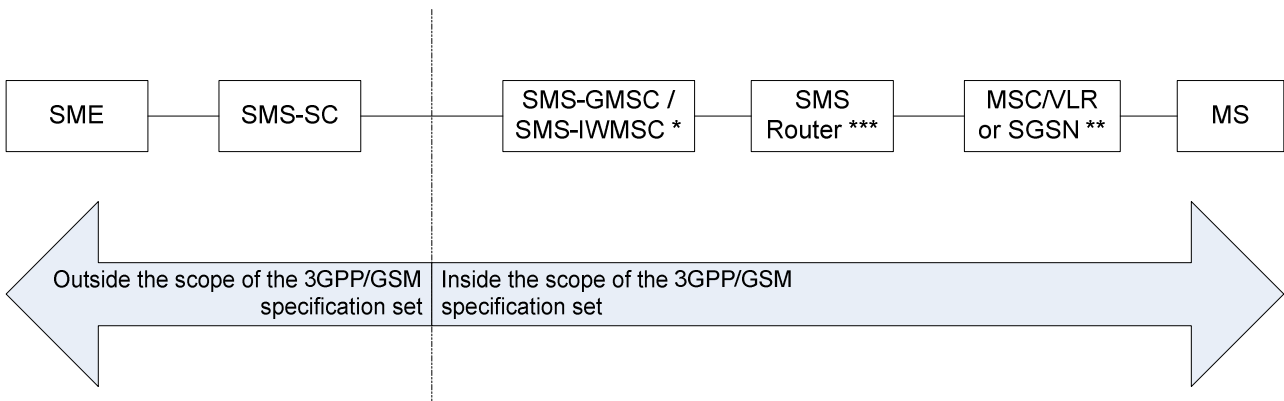 SME
SMS-SC
SMS-GMSC /
SMS-IWMSC *
SMS
Router ***
MSC/VLR
or SGSN **
MS
Outside the scope of the 3GPP/GSM
specification set
Inside the scope of the 3GPP/GSM
specification set